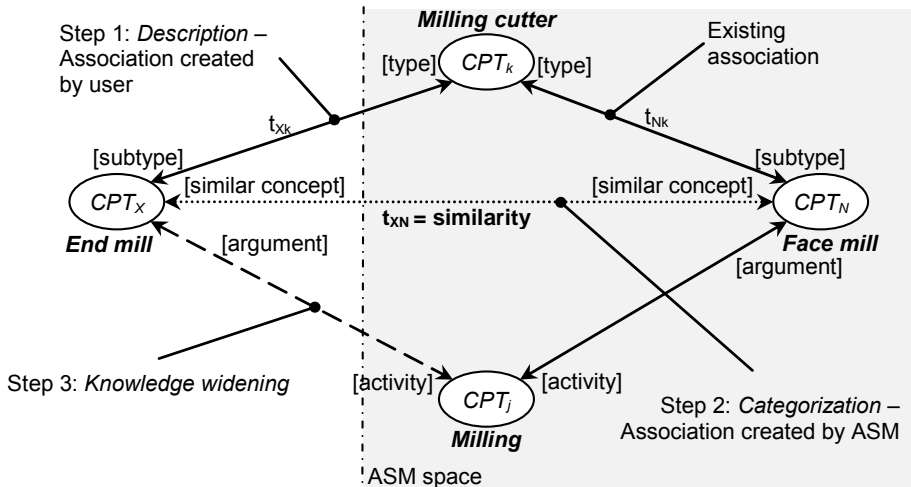 Milling cutter
Step 1: Description –
Association created
by user
Existing
association
CPTk
[type]
[type]
tXk
tNk
[subtype]
[subtype]
[similar concept]
[similar concept]
CPTX
CPTN
tXN = similarity
End mill
Face mill
[argument]
[argument]
Step 3: Knowledge widening
[activity]
[activity]
CPTj
Milling
Step 2: Categorization –
Association created by ASM
ASM space